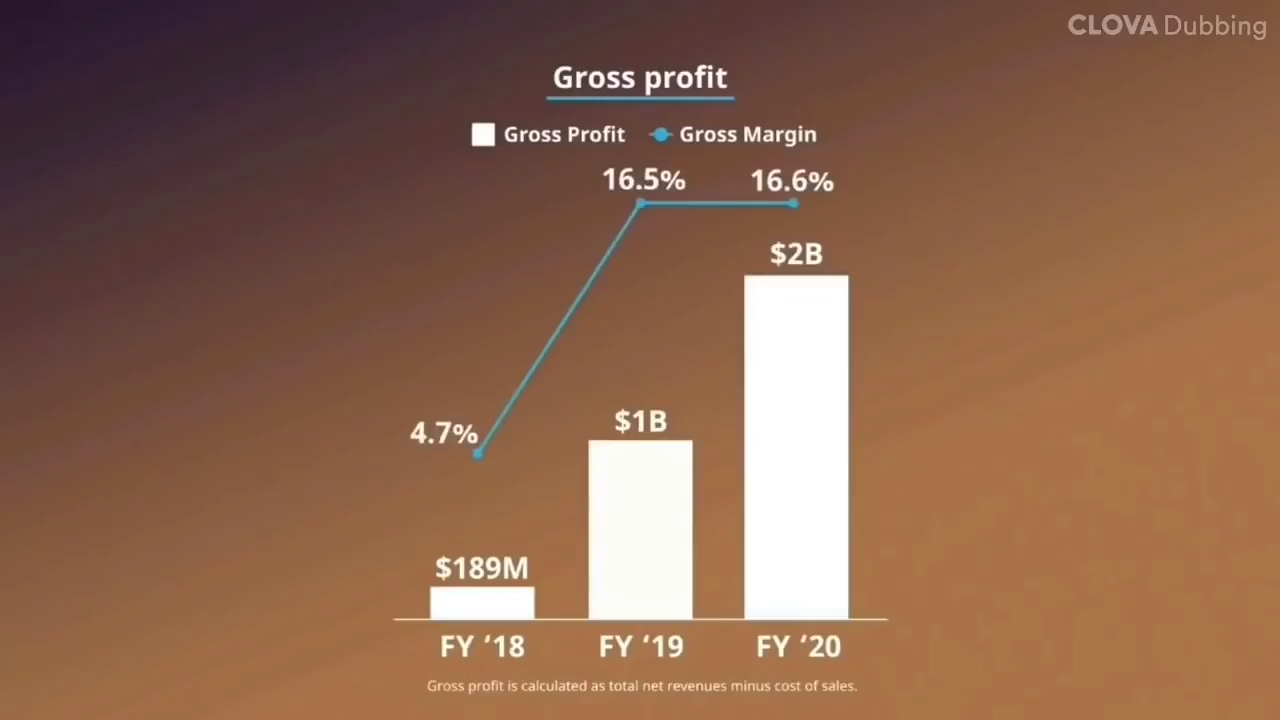 CLOVA Dubbing
Gross profit
Gross Profit Gross Margin
16.5% 16.6%
$2B
4.7%
$1B
$189M
FY ‘18 FY ‘19 FY ‘20
Gross profit is calculated as total net revenues minus cost of sales.